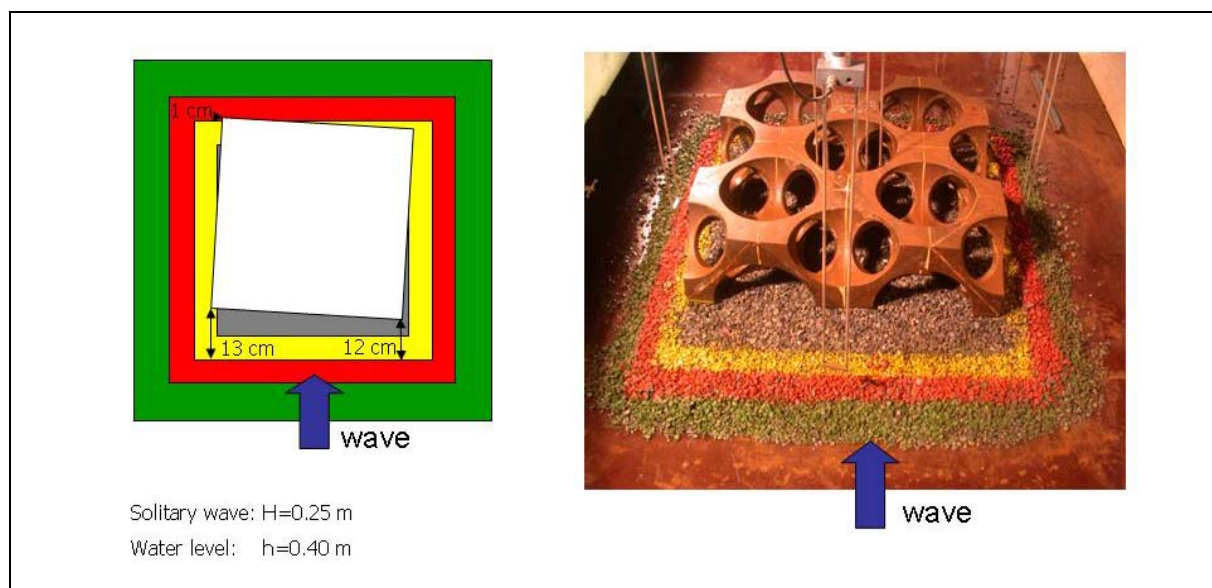 1 cm
13 cm
12 cm
wave
wave
Solitary wave: H=0.25 m
Water level: h=0.40 m